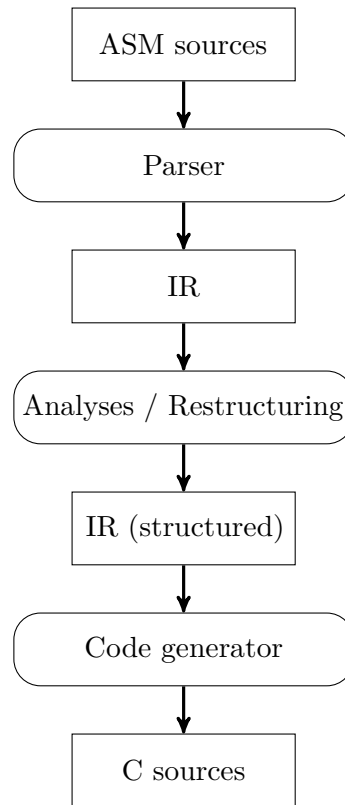 ASM sources
Parser
IR
Analyses / Restructuring
IR (structured)
Code generator
C sources